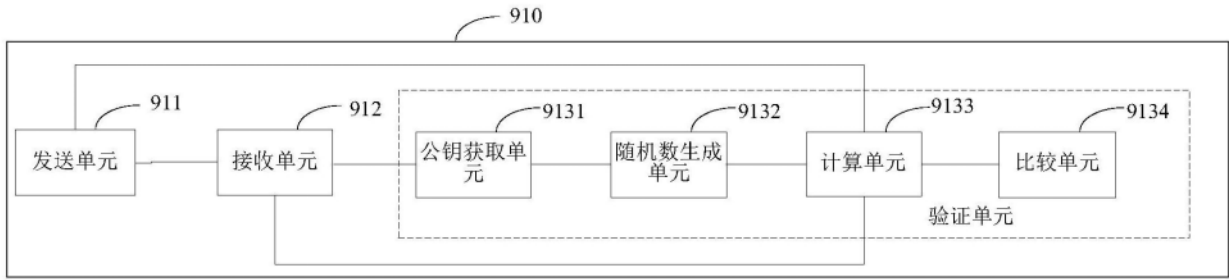 910
911
912
9131
9132
9133
9134
发送单元
接收单元
公钥获取单
元
随机数生成
单元
计算单元
比较单元
验证单元